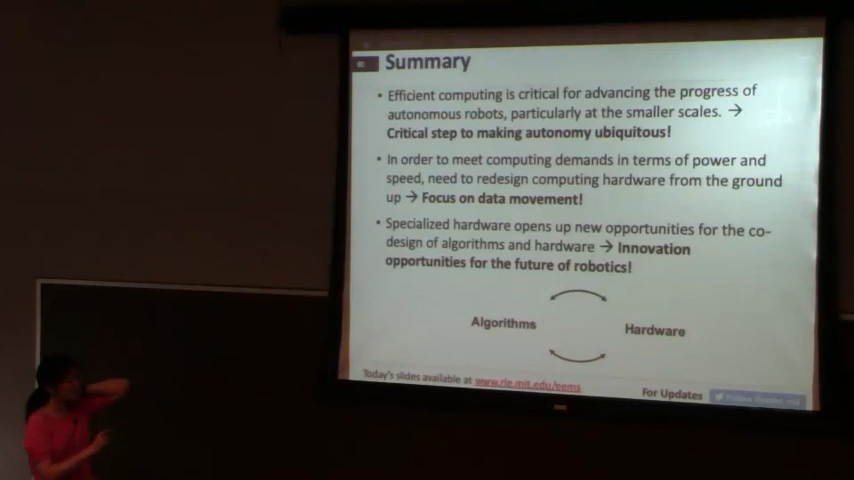 Summary
• Efficient computing is critical for advancing the progress of
autonomous robots, particularly at the smaller scales. →
Critical step to making autonomy ubiquitous!
• In order to meet computing demands in terms of power and
speed, need to redesign computing hardware from the ground
up → Focus on data movement!
• Specialized hardware opens up new opportunities for the co-
design of algorithms and hardware → Innovation
opportunities for the future of robotics!
Algorithms
Hardware
Today's slides available at www.rle.mit.edu/eems
For Updates
Follow